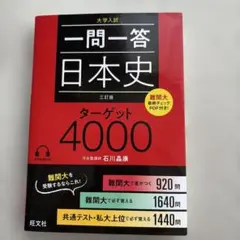 大学入試
一問一答
日本史
三訂版
ターゲット
4000
難関大
最終チェック
PDF付き!
河合塾講師 石川晶康
難関大を
受験するならこれ!
難関大で差がつく 920問
難関大で必ず覚える 1640問
共通テスト・私大上位で必ず覚える 1440問
旺文社